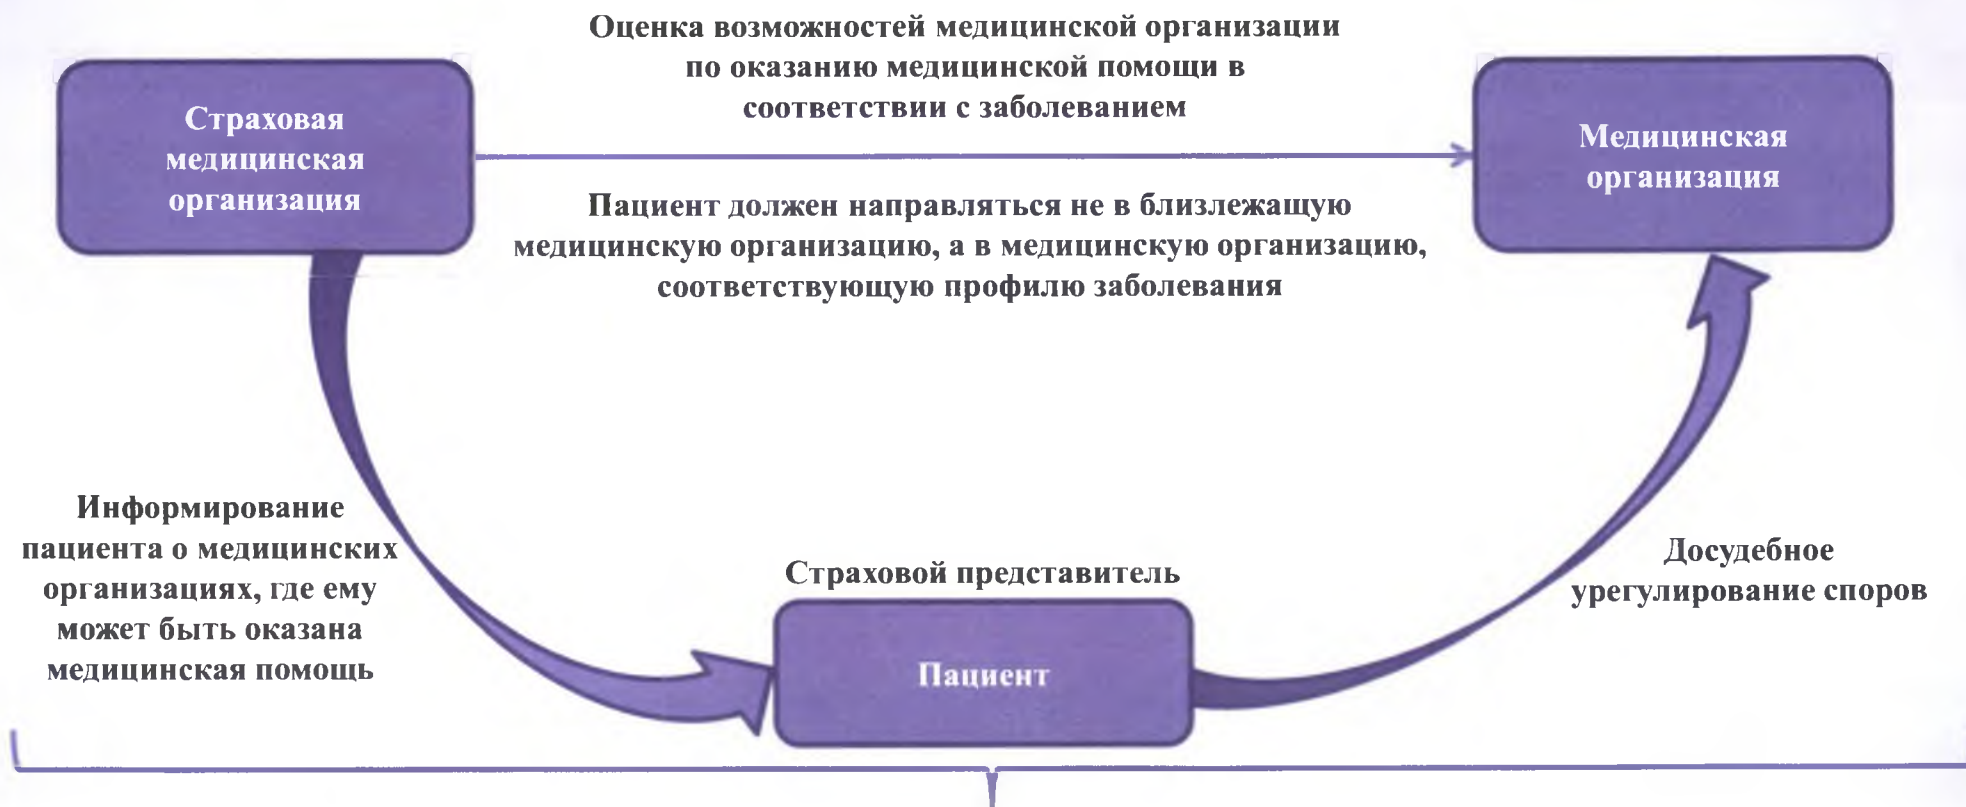 Оценка возможностей медицинской организации
по оказанию медицинской помощи в
соответствии с заболеванием
Страховая
медицинская
организация
Медицинская
организация
Пациент должен направляться не в близлежащую
медицинскую организацию, а в медицинскую организацию,
соответствующую профилю заболевания
Информирование
пациента о медицинских
организациях, где ему
может быть оказана
медицинская помощь
Страховой представитель
Пациент
Досудебное
урегулирование споров